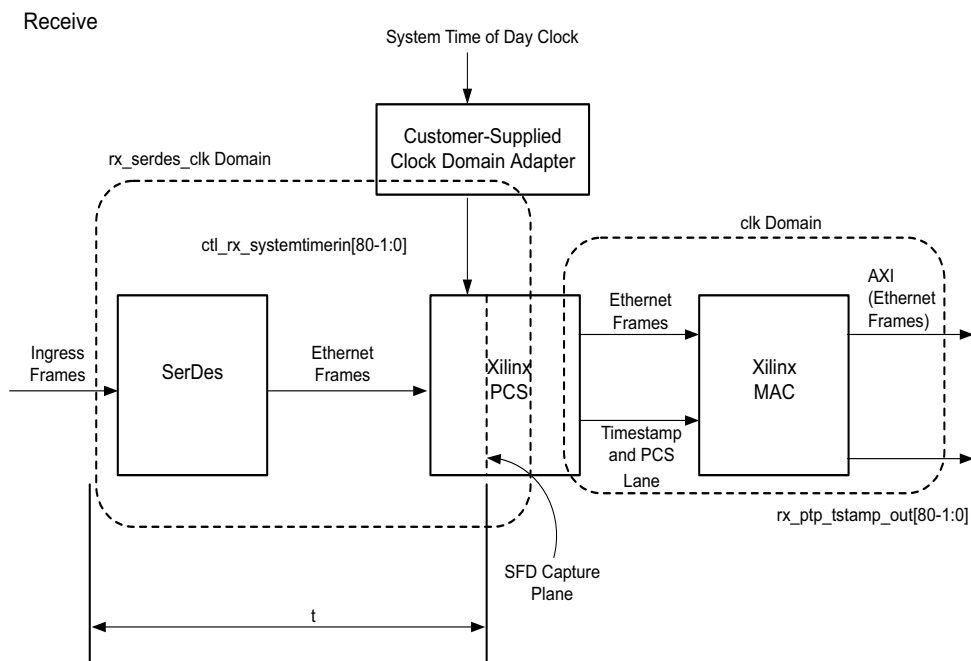 Receive
System Time of Day Clock
Customer-Supplied
Clock Domain Adapter
rx_serdes_clk Domain
clk Domain
ctl_rx_systemtimerin[80-1:0]
AXI
(Ethernet
Frames)
Ingress
Frames
SerDes
Ethernet
Frames
Xilinx
PCS
Ethernet
Frames
Timestamp
and PCS
Lane
Xilinx
MAC
rx_ptp_tstamp_out[80-1:0]
SFD Capture
Plane
t